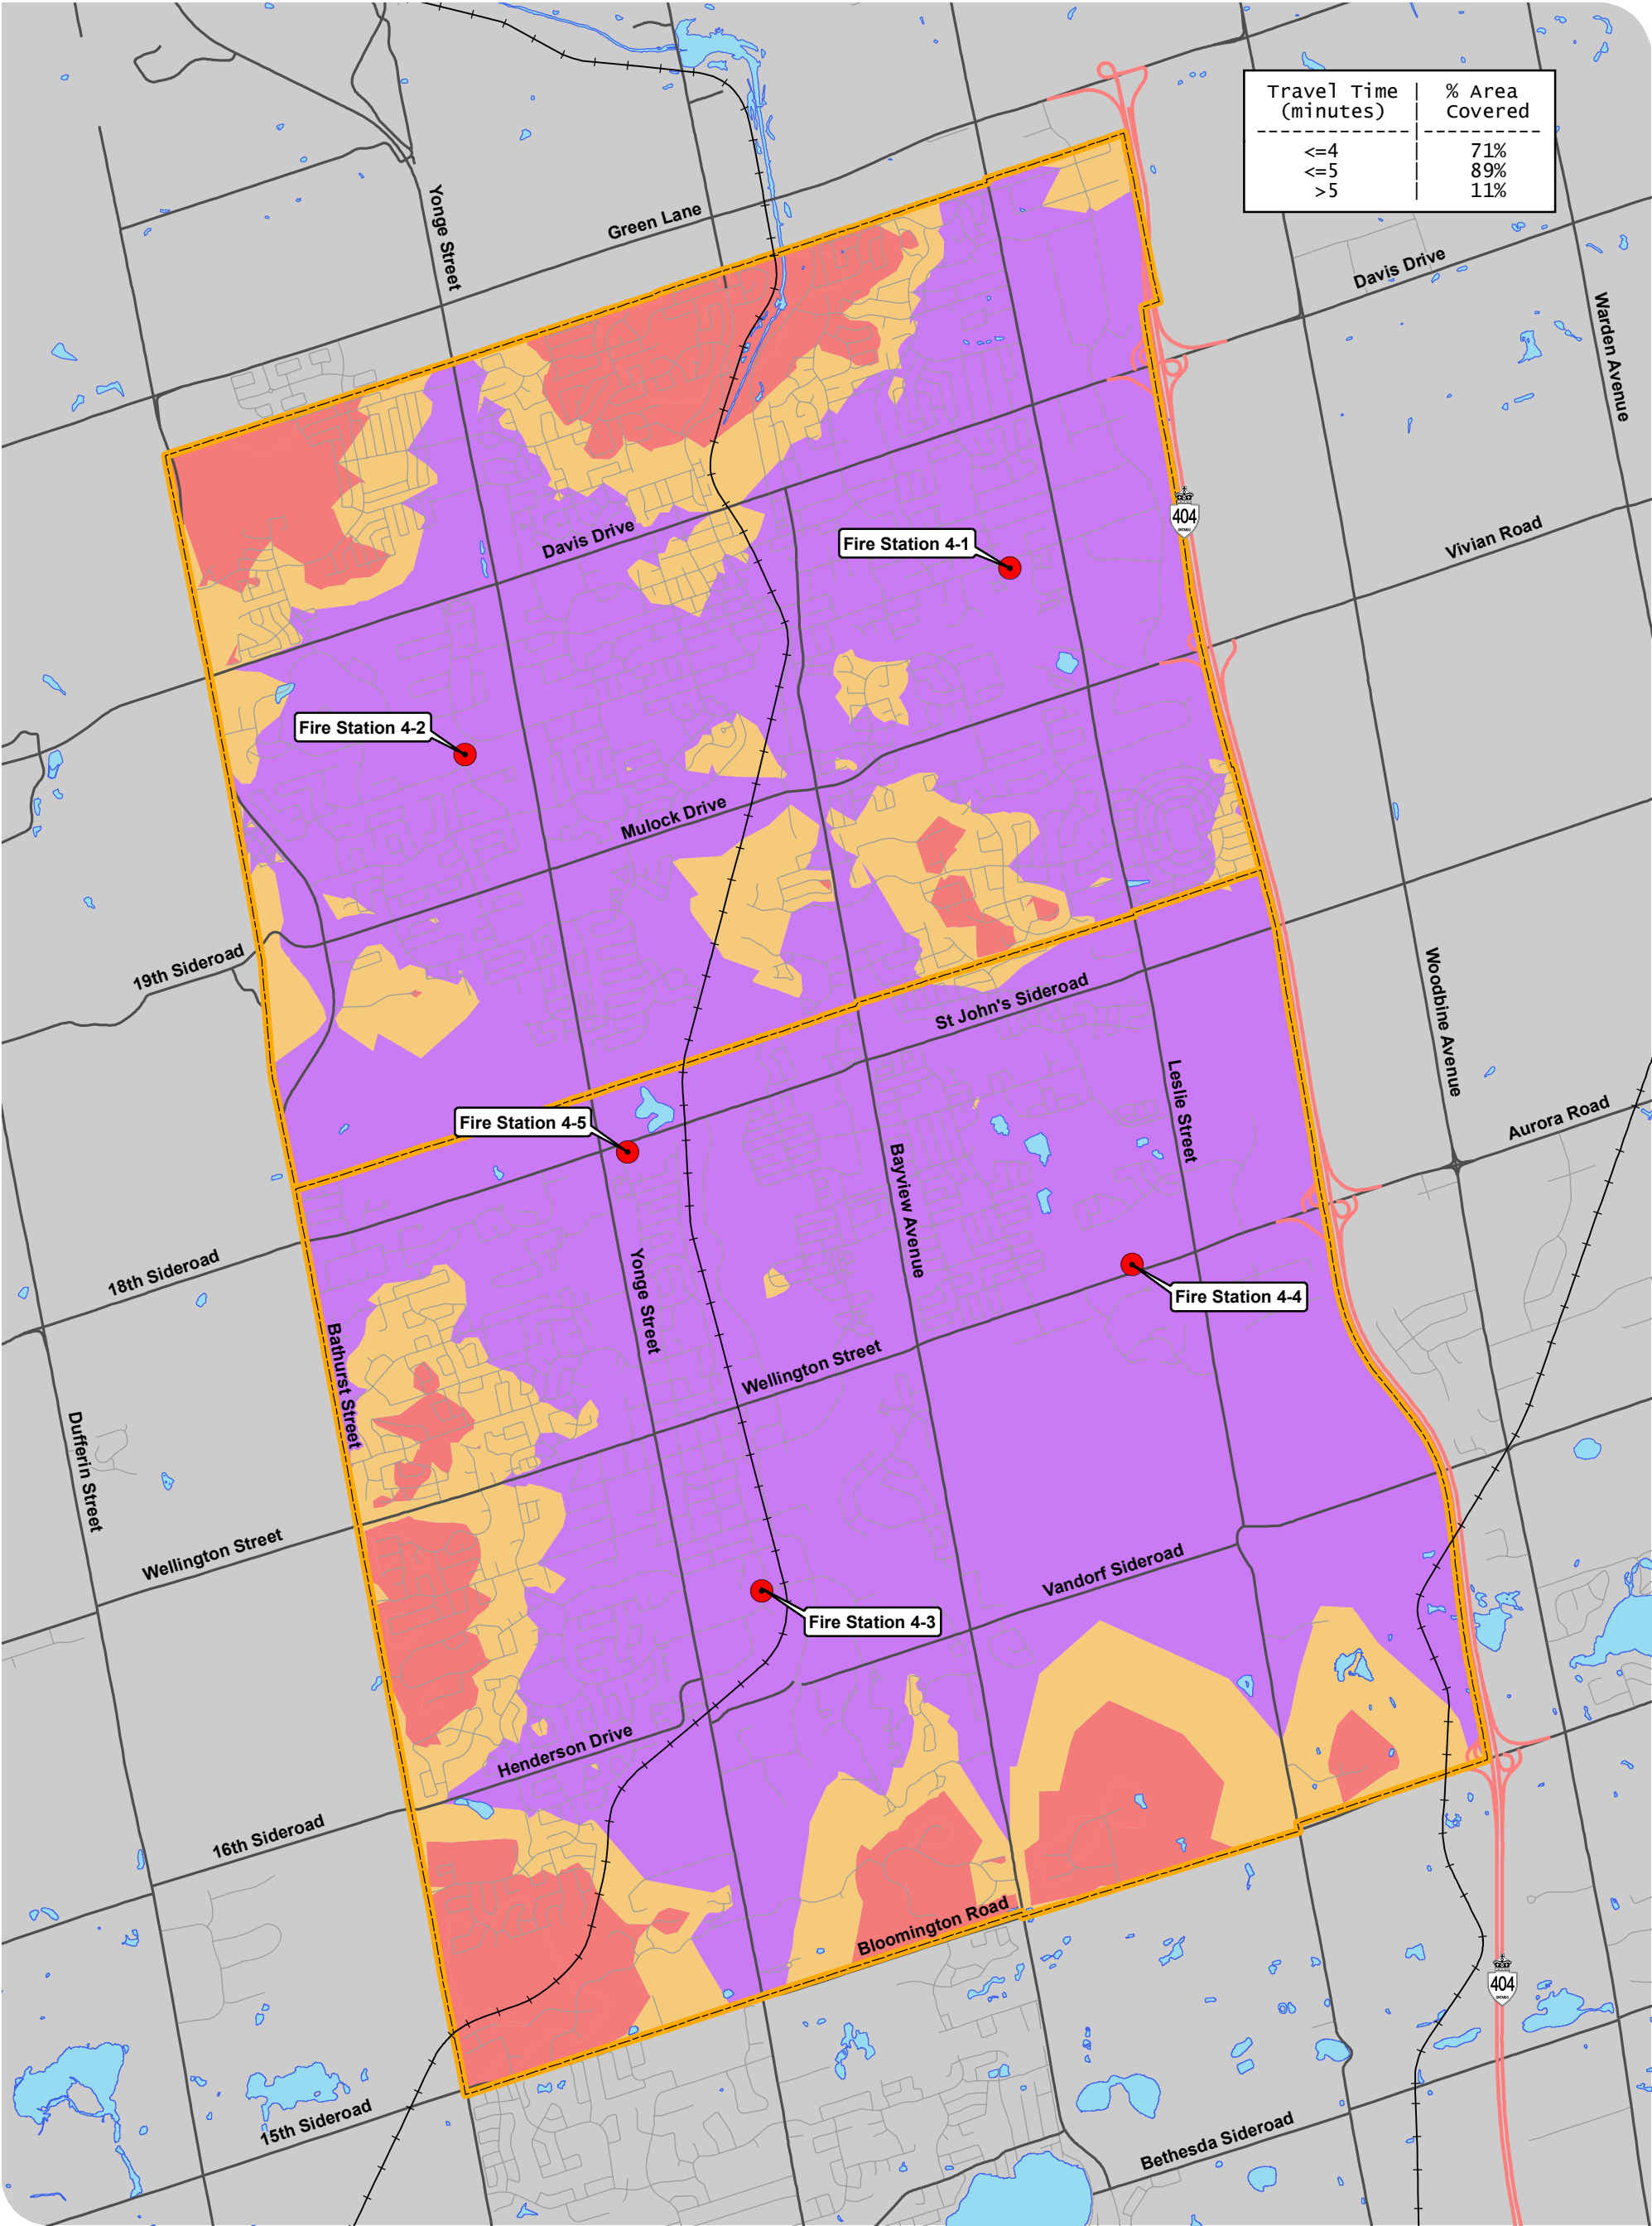 Travel Time | % Area
(minutes) | Covered
-------------|----------
<=4 | 71%
<=5 | 89%
>5 | 11%
Yonge Street
Green Lane
Davis Drive
Warden Avenue
404
ONTARIO
Vivian Road
Davis Drive
Fire Station 4-1
Fire Station 4-2
Mulock Drive
19th Sideroad
St John's Sideroad
Woodbine Avenue
Leslie Street
Aurora Road
Fire Station 4-5
Bayview Avenue
18th Sideroad
Yonge Street
Fire Station 4-4
Bathurst Street
Wellington Street
Dufferin Street
Wellington Street
Vandorf Sideroad
Fire Station 4-3
Henderson Drive
16th Sideroad
Bloomington Road
404
ONTARIO
15th Sideroad
Bethesda Sideroad